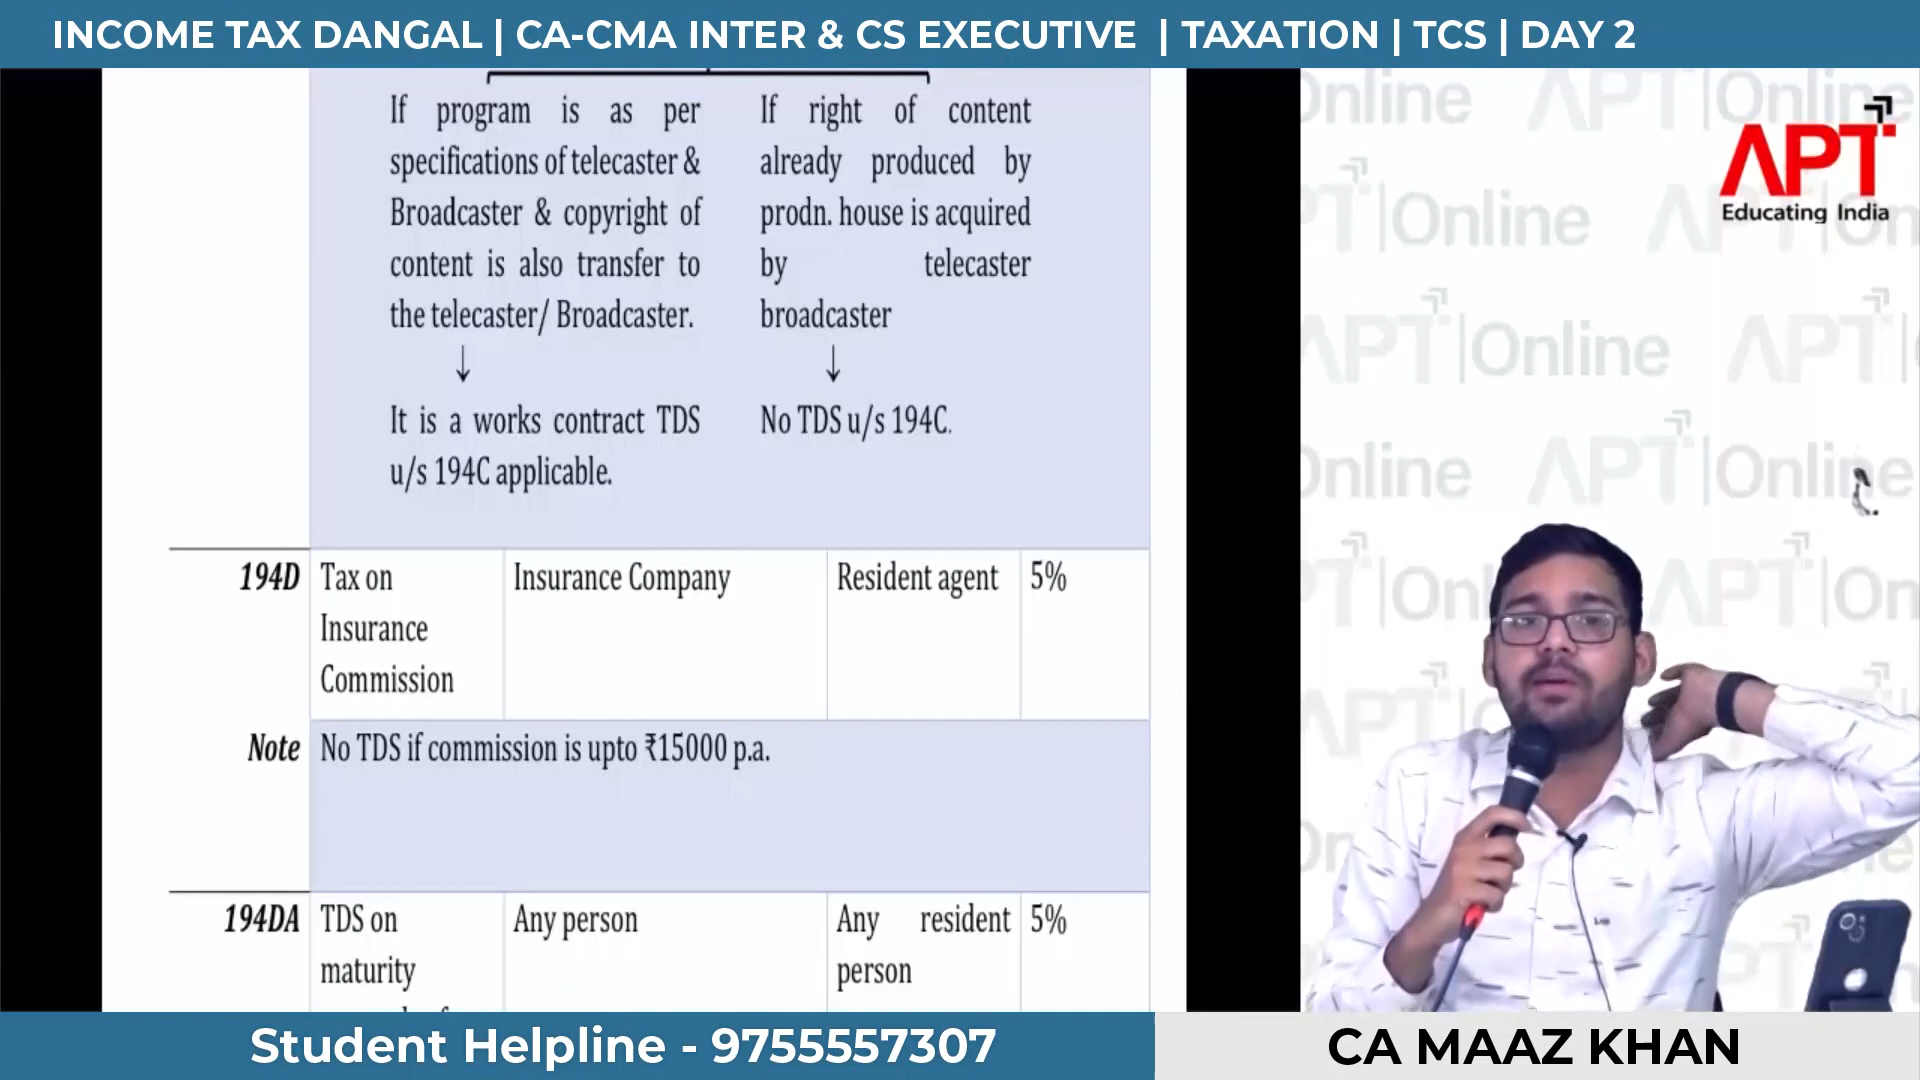 INCOME TAX DANGAL | CA-CMA INTER & CS EXECUTIVE | TAXATION | TCS | DAY 2
If program is as per
specifications of telecaster &
Broadcaster & copyright of
content is also transfer to
the telecaster/ Broadcaster.
↓
It is a works contract TDS
u/s 194C applicable.
If right of content
already produced by
prodn. house is acquired
by telecaster
broadcaster
↓
No TDS u/s 194C.
194D Tax on Insurance Company Resident agent 5%
Insurance
Commission
Note No TDS if commission is upto ₹15000 p.a.
194DA TDS on Any person Any resident 5%
maturity person
APT
Educating India
APT|Online
Student Helpline - 9755557307
CA MAAZ KHAN